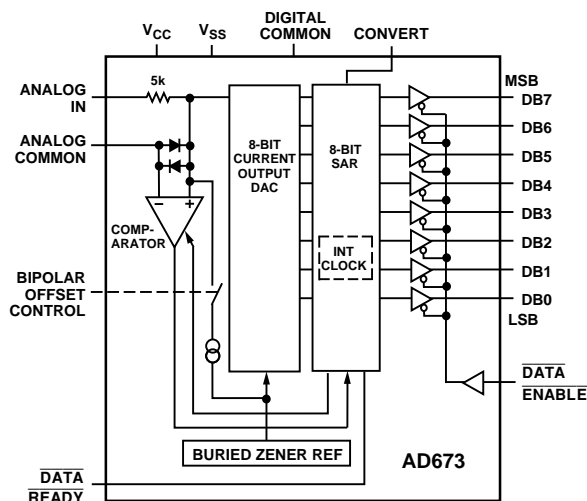 VCC
VSS
DIGITAL
COMMON
CONVERT
ANALOG
IN
5k
MSB
DB7
DB6
DB5
DB4
DB3
DB2
DB1
DB0
LSB
ANALOG
COMMON
8-BIT
CURRENT
OUTPUT
DAC
8-BIT
SAR
– +
COMP-
ARATOR
INT
CLOCK
BIPOLAR
OFFSET
CONTROL
DATA
ENABLE
BURIED ZENER REF
AD673
DATA
READY